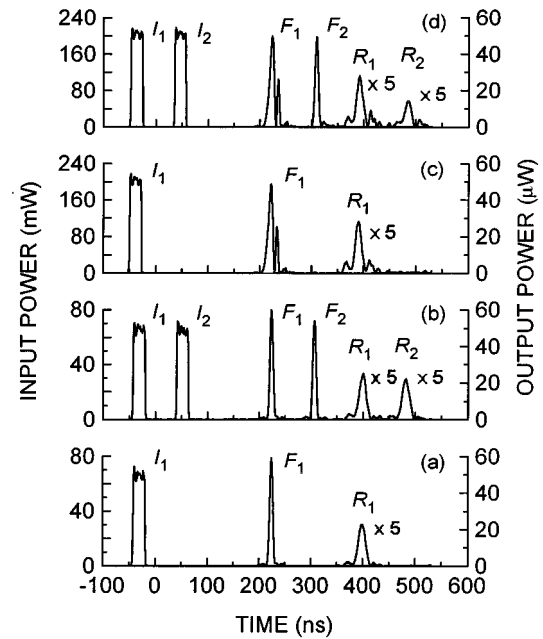 (d)
240
160
80
0
60
40
20
0
I₁
I₂
F₁
F₂
R₁
x 5
R₂
x 5
(c)
240
160
80
0
60
40
20
0
I₁
F₁
R₁
x 5
(b)
80
40
0
60
40
20
0
I₁
I₂
F₁
F₂
R₁
x 5
R₂
x 5
(a)
80
40
0
60
40
20
0
I₁
F₁
R₁
x 5
INPUT POWER (mW)
OUTPUT POWER (µW)
-100 0 100 200 300 400 500 600
TIME (ns)